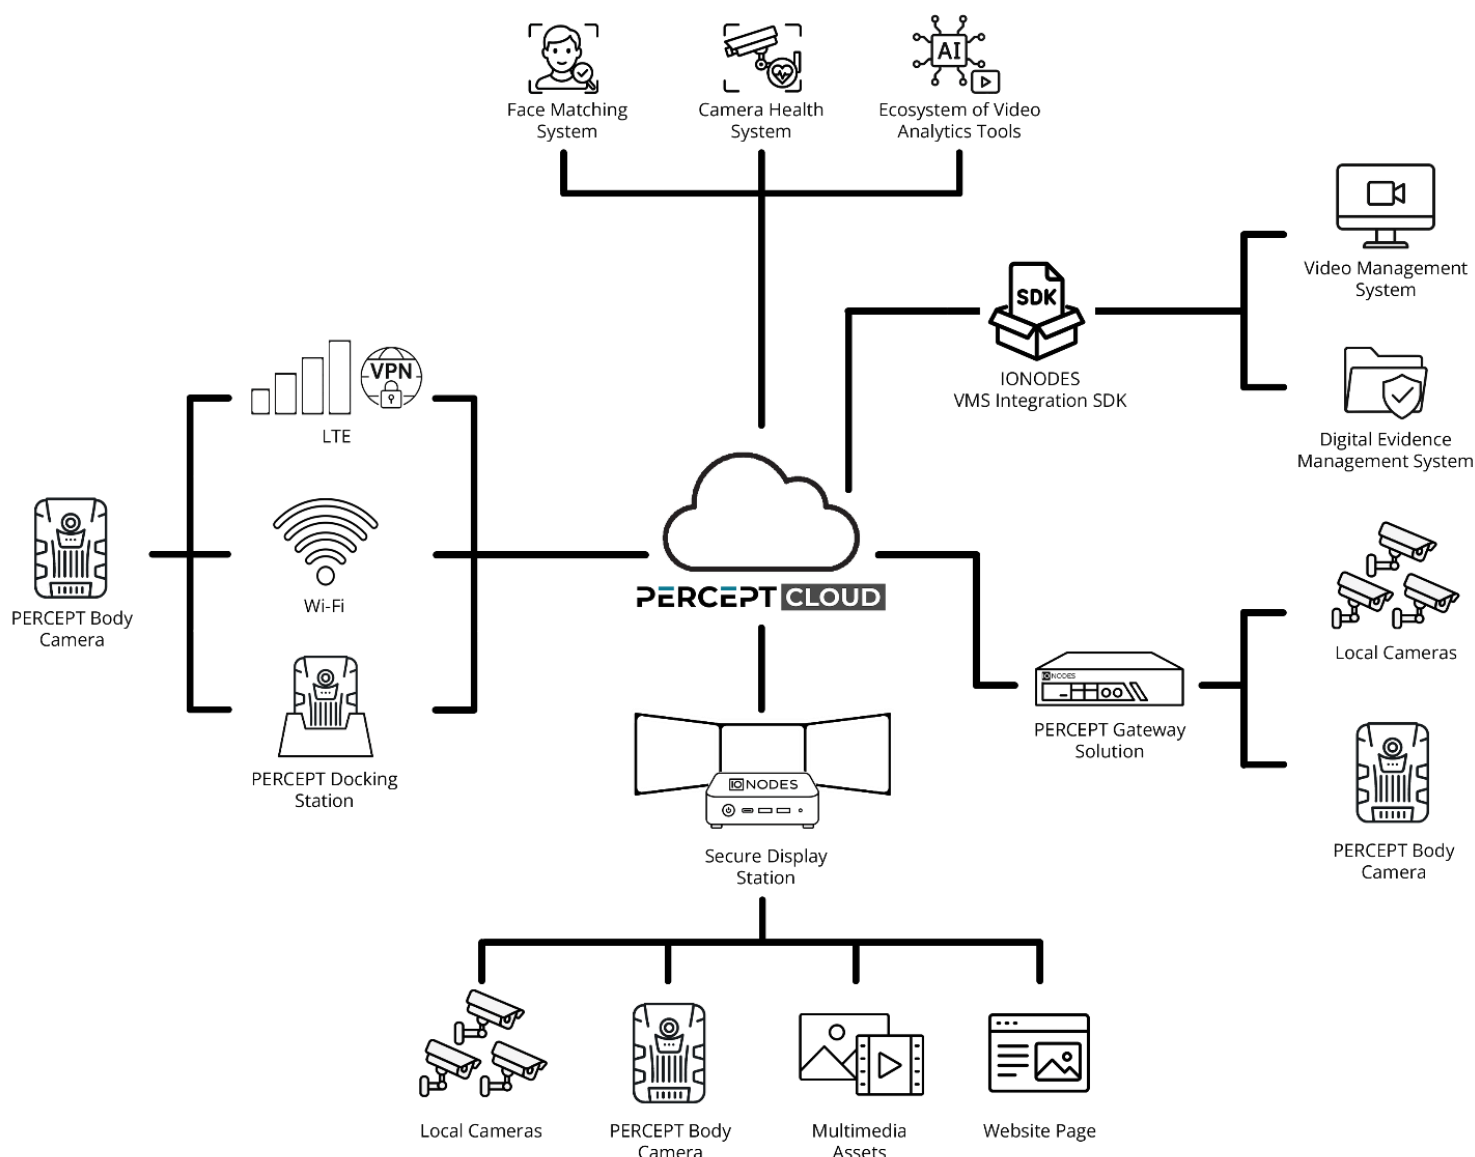 AI
Face Matching
System
Camera Health
System
Ecosystem of Video
Analytics Tools
SDK
IONODES
VMS Integration SDK
Video Management
System
Digital Evidence
Management System
VPN
LTE
Wi-Fi
PERCEPT Body
Camera
PERCEPT Docking
Station
PERCEPT CLOUD
IONODES
PERCEPT Gateway
Solution
Local Cameras
PERCEPT Body
Camera
IONODES
Secure Display
Station
Local Cameras
PERCEPT Body
Camera
Multimedia
Assets
Website Page